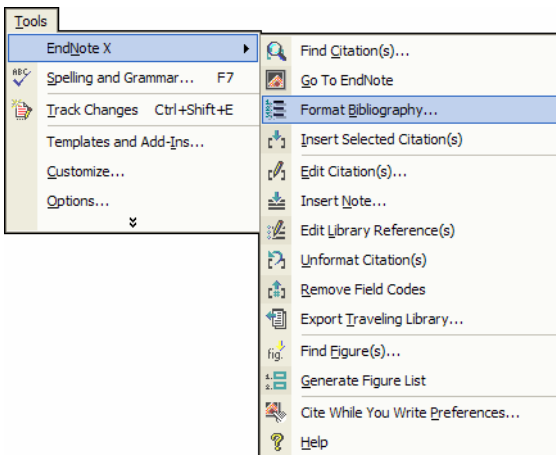 Tools
EndNote X
Spelling and Grammar... F7
Track Changes Ctrl+Shift+E
Templates and Add-Ins...
Customize...
Options...
Find Citation(s)...
Go To EndNote
Format Bibliography...
Insert Selected Citation(s)
Edit Citation(s)...
Insert Note...
Edit Library Reference(s)
Unformat Citation(s)
Remove Field Codes
Export Traveling Library...
Find Figure(s)...
Generate Figure List
Cite While You Write Preferences...
Help
ABC
fig.